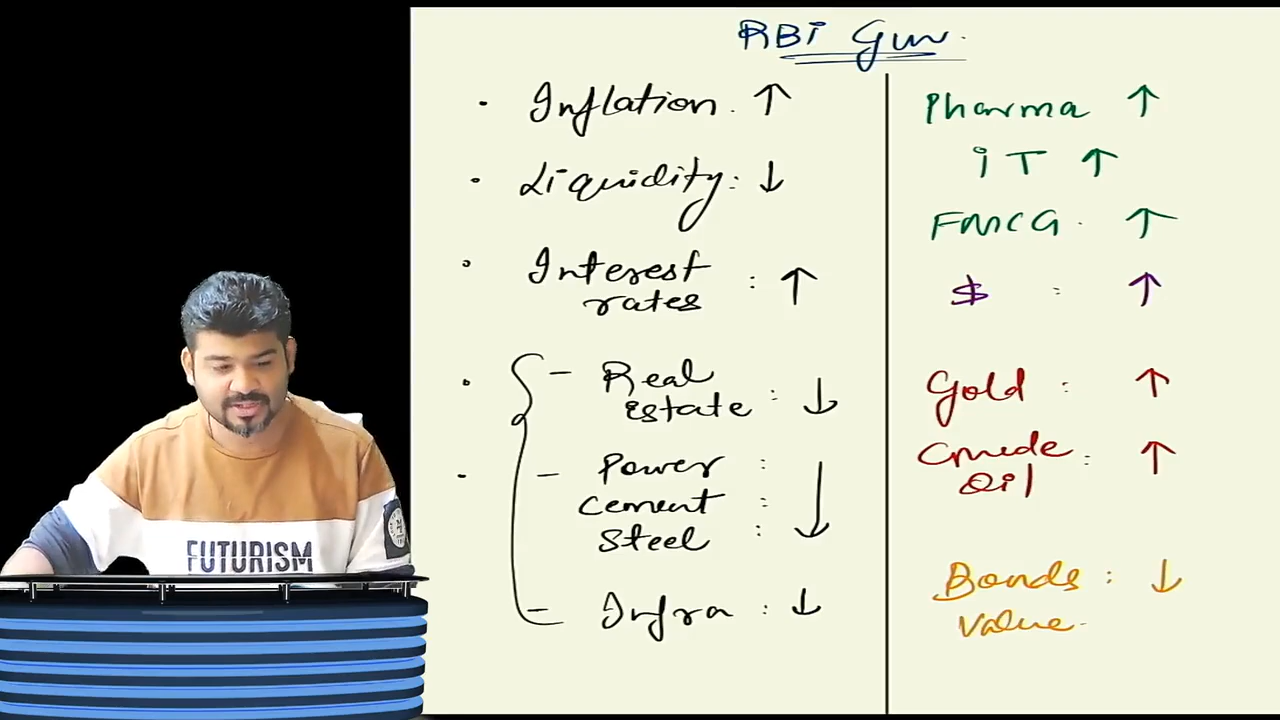 RBi Guv.
• Inflation. ↑
• Liquidity: ↓
• Interest
rates : ↑
• – Real
estate : ↓
• – Power :
Cement :
Steel : ↓
– Infra : ↓
Pharma ↑
iT ↑
FMCG. ↑
$ : ↑
Gold : ↑
Crude
Oil : ↑
Bonds : ↓
Value.
FUTURISM